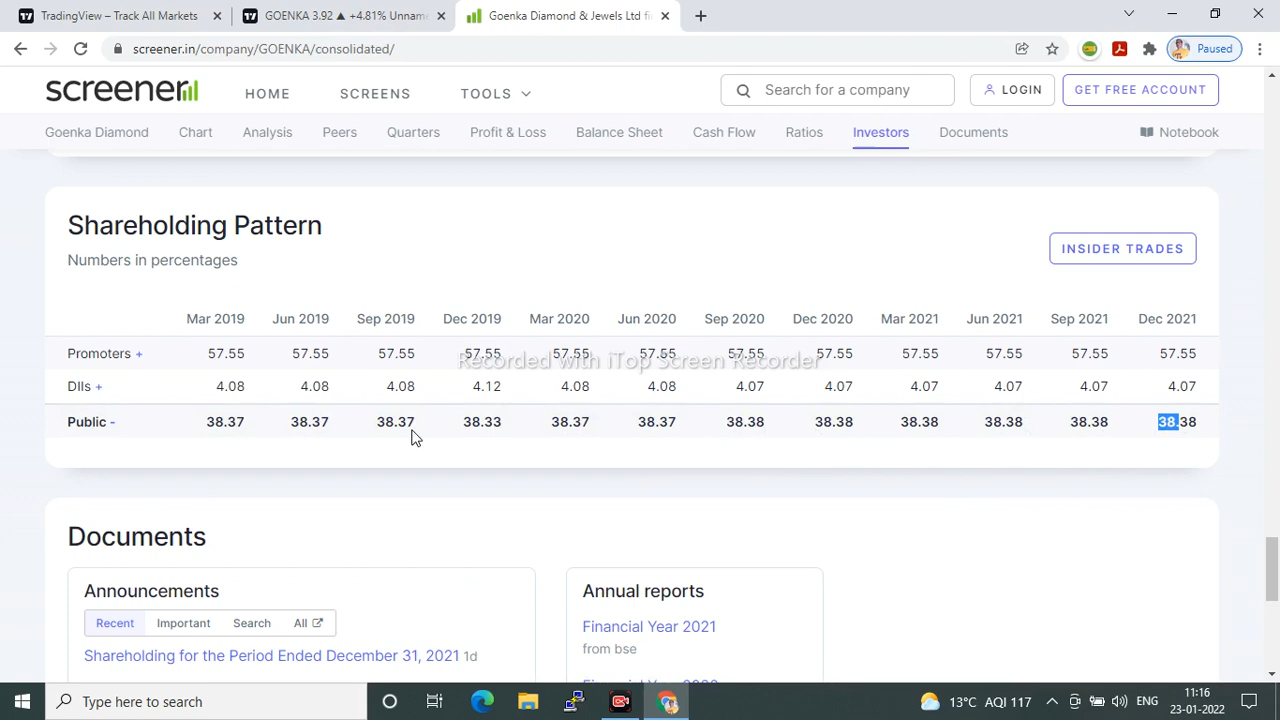 TradingView – Track All Markets
GOENKA 3.92 ▲ +4.81% Unname
Goenka Diamond & Jewels Ltd fi
screener.in/company/GOENKA/consolidated/
Paused
screener
HOME
SCREENS
TOOLS
Search for a company
LOGIN
GET FREE ACCOUNT
Goenka Diamond Chart Analysis Peers Quarters Profit & Loss Balance Sheet Cash Flow Ratios Investors Documents Notebook
Shareholding Pattern
Numbers in percentages
INSIDER TRADES
Mar 2019 Jun 2019 Sep 2019 Dec 2019 Mar 2020 Jun 2020 Sep 2020 Dec 2020 Mar 2021 Jun 2021 Sep 2021 Dec 2021
Promoters + 57.55 57.55 57.55 57.55 57.55 57.55 57.55 57.55 57.55 57.55 57.55 57.55
Recorded with iTop Screen Recorder
DIIs + 4.08 4.08 4.08 4.12 4.08 4.08 4.07 4.07 4.07 4.07 4.07 4.07
Public - 38.37 38.37 38.37 38.33 38.37 38.37 38.38 38.38 38.38 38.38 38.38 38.38
Documents
Announcements
Recent Important Search All
Shareholding for the Period Ended December 31, 2021 1d
Annual reports
Financial Year 2021
from bse
Type here to search
13°C AQI 117
ENG
11:16
23-01-2022